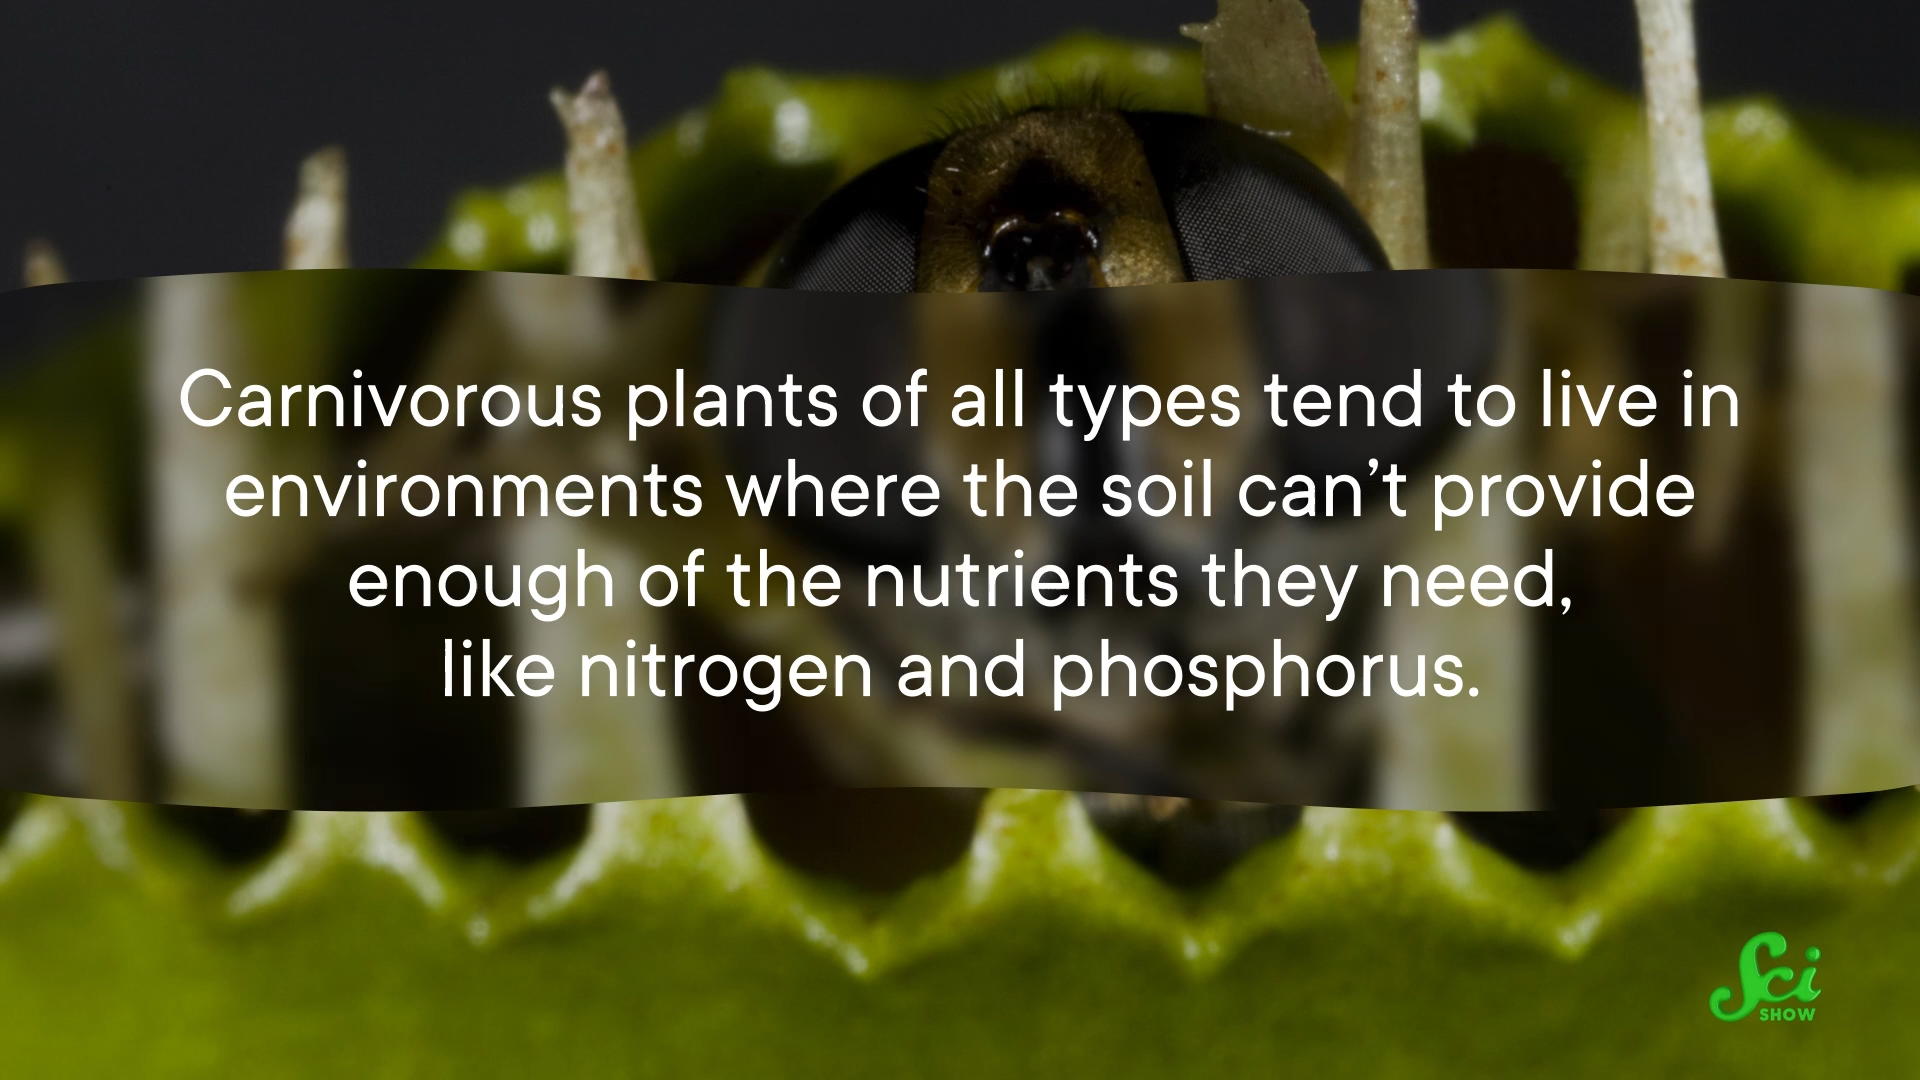 Carnivorous plants of all types tend to live in
environments where the soil can’t provide
enough of the nutrients they need,
like nitrogen and phosphorus.
Sci
SHOW